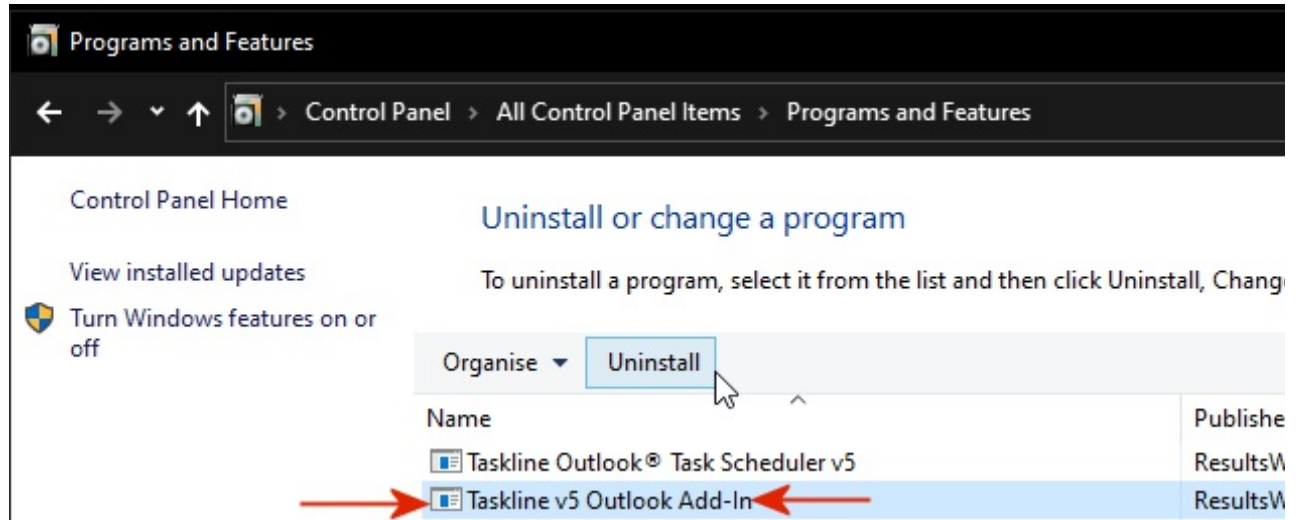 Programs and Features
Control Panel > All Control Panel Items > Programs and Features
Control Panel Home
View installed updates
Turn Windows features on or
off
Uninstall or change a program
To uninstall a program, select it from the list and then click Uninstall, Chang
Organise
Uninstall
Name
Publishe
Taskline Outlook® Task Scheduler v5
ResultsW
Taskline v5 Outlook Add-In
ResultsW